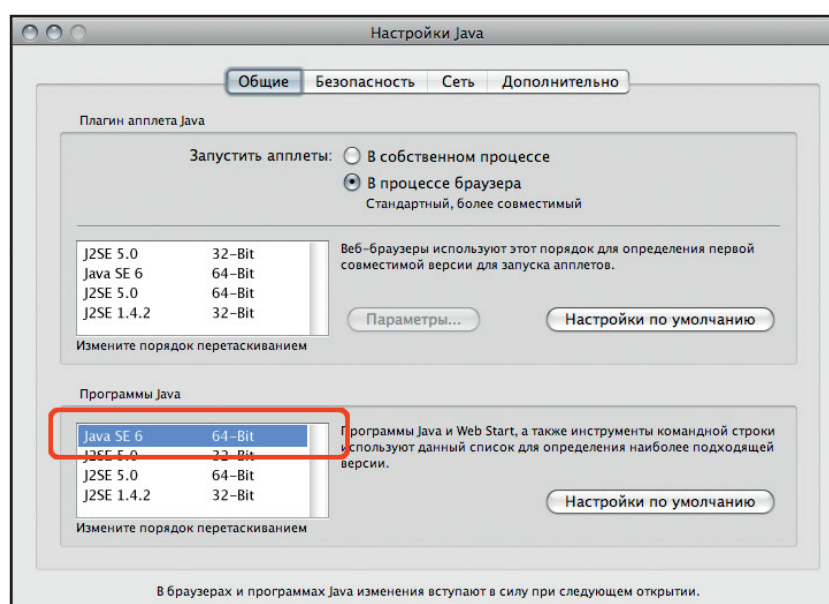 Настройки Java
Общие Безопасность Сеть Дополнительно
Плагин апплета Java
Запустить апплеты: В собственном процессе
В процессе браузера
Стандартный, более совместимый
J2SE 5.0 32-Bit
Java SE 6 64-Bit
J2SE 5.0 64-Bit
J2SE 1.4.2 32-Bit
Измените порядок перетаскиванием
Веб-браузеры используют этот порядок для определения первой
совместимой версии для запуска апплетов.
Параметры... Настройки по умолчанию
Программы Java
Java SE 6 64-Bit
J2SE 5.0 32-Bit
J2SE 5.0 64-Bit
J2SE 1.4.2 32-Bit
Измените порядок перетаскиванием
Программы Java и Web Start, а также инструменты командной строки
используют данный список для определения наиболее подходящей
версии.
Настройки по умолчанию
В браузерах и программах Java изменения вступают в силу при следующем открытии.